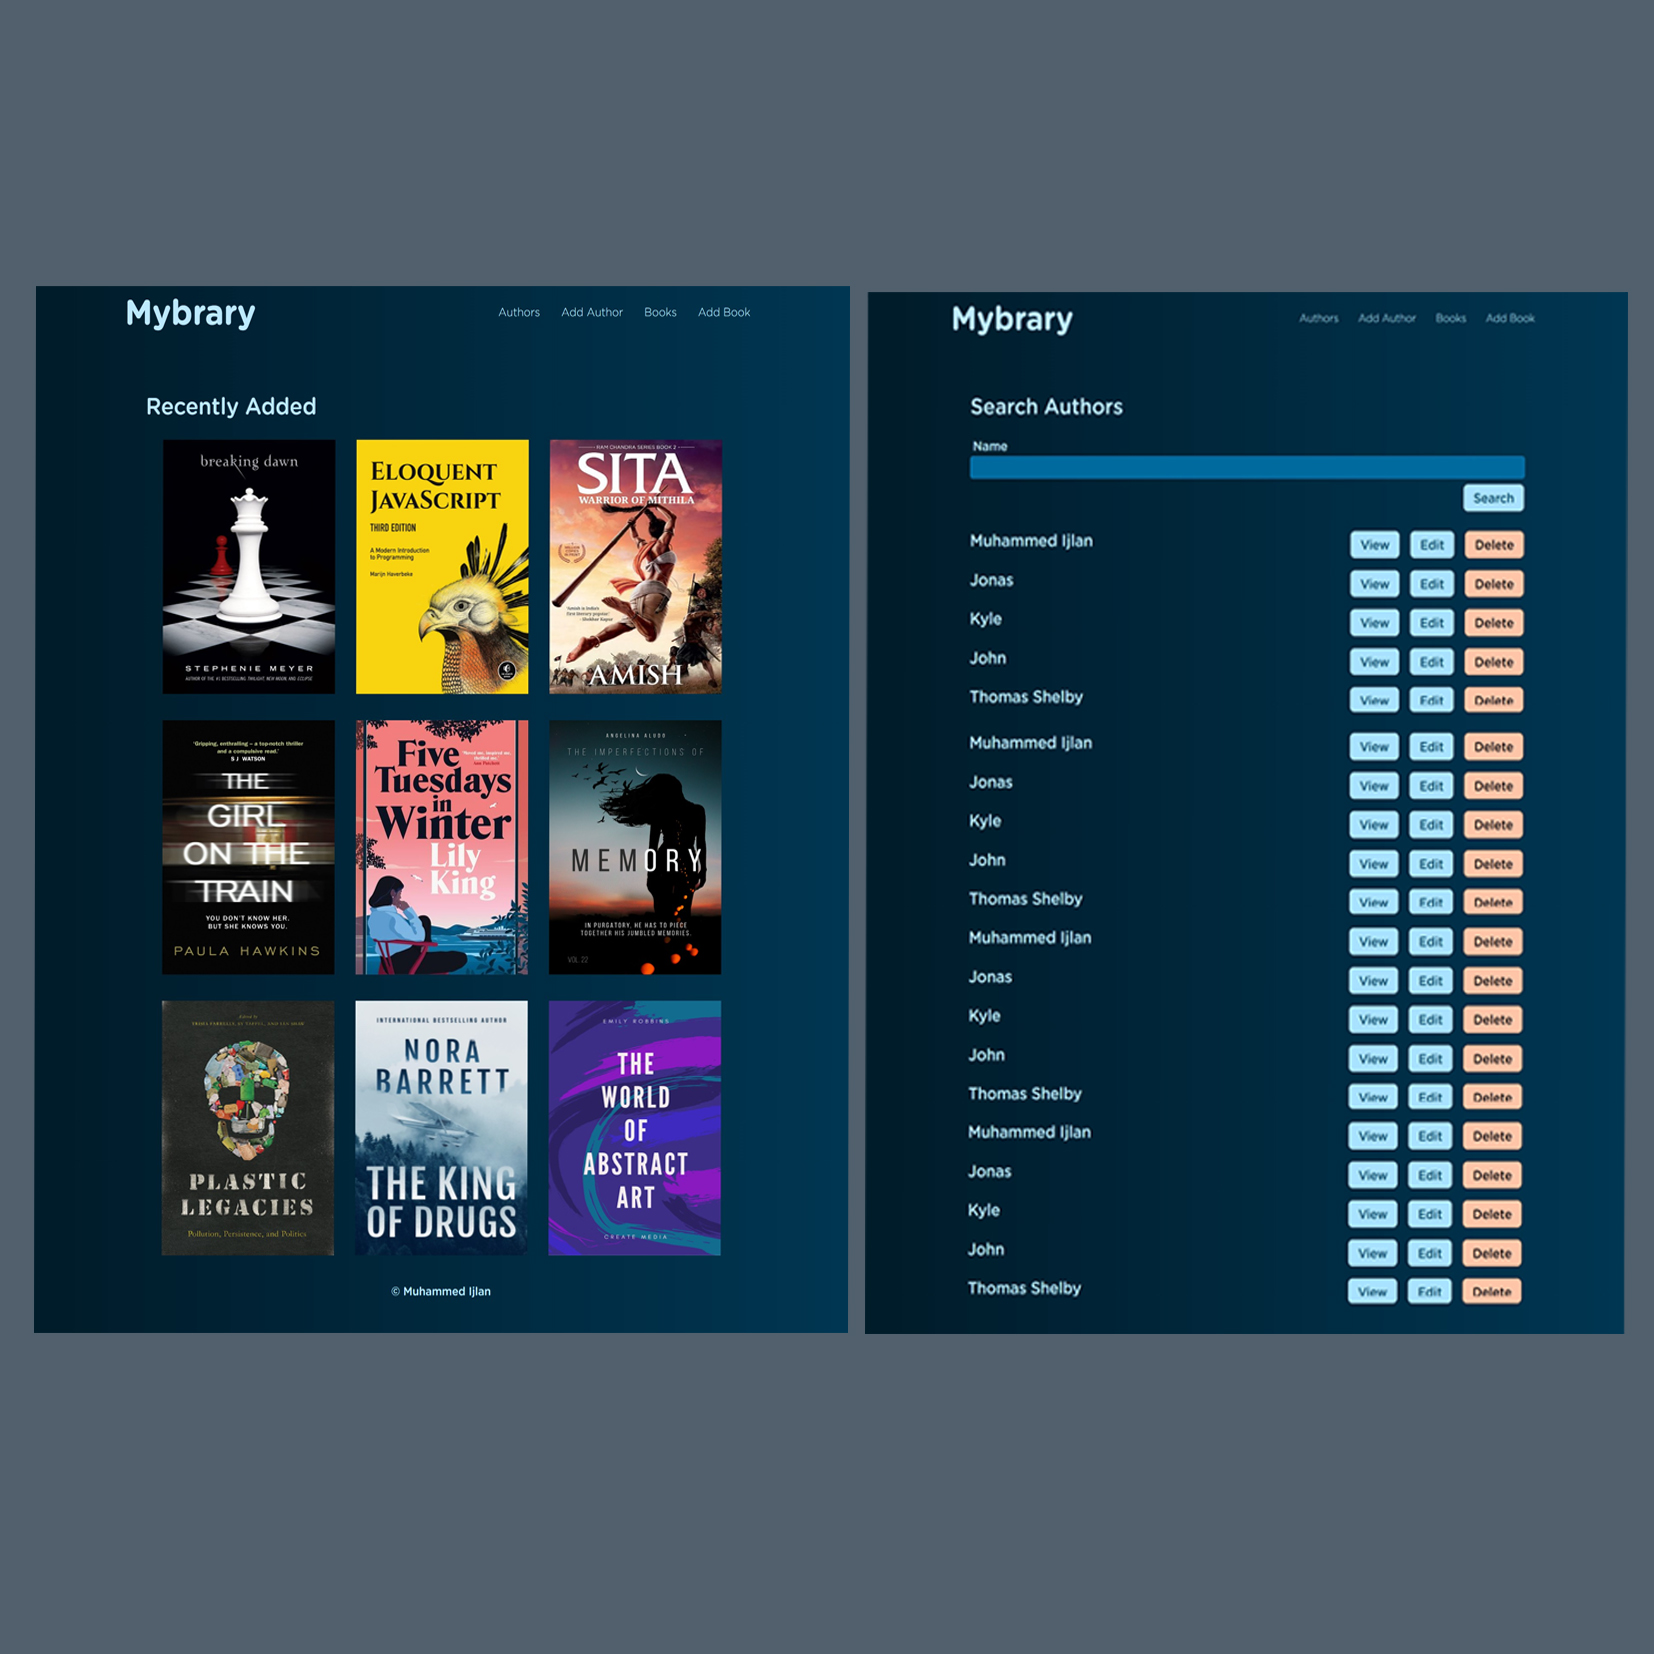 Mybrary
Authors Add Author Books Add Book
Recently Added
breaking dawn
STEPHENIE MEYER
AUTHOR OF THE #1 BESTSELLING TWILIGHT, NEW MOON, AND ECLIPSE
ELOQUENT
JAVASCRIPT
THIRD EDITION
A Modern Introduction
to Programming
Marijn Haverbeke
RAM CHANDRA SERIES BOOK 2
SITA
WARRIOR OF MITHILA
'Amish is India's
first literary popstar'
-Shekhar Kapur
AMISH
'Gripping, enthralling – a top-notch thriller
and a compulsive read.'
S J WATSON
THE
GIRL
ON THE
TRAIN
YOU DON'T KNOW HER.
BUT SHE KNOWS YOU.
PAULA HAWKINS
Five
Tuesdays
in
Winter
Lily
King
ANGELINA ALUDO
THE IMPERFECTIONS OF
MEMORY
IN PURGATORY, HE HAS TO PIECE
TOGETHER HIS JUMBLED MEMORIES.
VOL. 22
Edited by
PLASTIC
LEGACIES
Pollution, Persistence, and Politics
INTERNATIONAL BESTSELLING AUTHOR
NORA
BARRETT
THE KING
OF DRUGS
EMILY ROBBINS
THE
WORLD
OF
ABSTRACT
ART
CREATE MEDIA
© Muhammed Ijlan
Mybrary
Authors Add Author Books Add Book
Search Authors
Name
Search
Muhammed Ijlan View Edit Delete
Jonas View Edit Delete
Kyle View Edit Delete
John View Edit Delete
Thomas Shelby View Edit Delete
Muhammed Ijlan View Edit Delete
Jonas View Edit Delete
Kyle View Edit Delete
John View Edit Delete
Thomas Shelby View Edit Delete
Muhammed Ijlan View Edit Delete
Jonas View Edit Delete
Kyle View Edit Delete
John View Edit Delete
Thomas Shelby View Edit Delete
Muhammed Ijlan View Edit Delete
Jonas View Edit Delete
Kyle View Edit Delete
John View Edit Delete
Thomas Shelby View Edit Delete